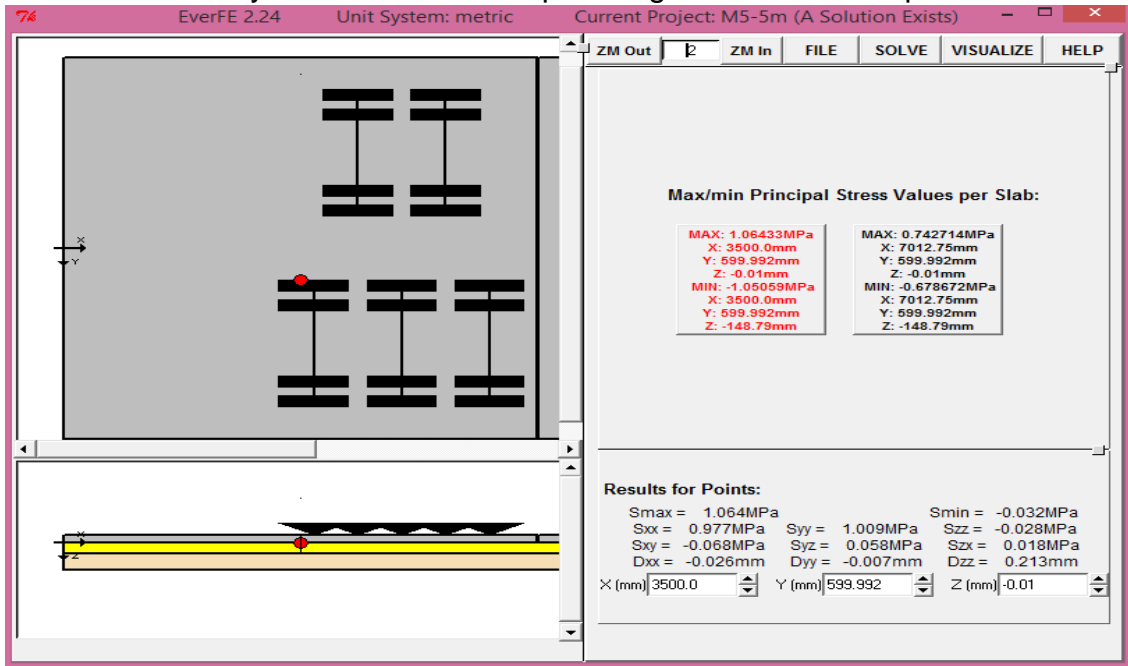 EverFE 2.24 Unit System: metric Current Project: M5-5m (A Solution Exists)
ZM Out 2 ZM In FILE SOLVE VISUALIZE HELP
X
Y
Max/min Principal Stress Values per Slab:
MAX: 1.06433MPa
X: 3500.0mm
Y: 599.992mm
Z: -0.01mm
MIN: -1.05059MPa
X: 3500.0mm
Y: 599.992mm
Z: -148.79mm
MAX: 0.742714MPa
X: 7012.75mm
Y: 599.992mm
Z: -0.01mm
MIN: -0.678672MPa
X: 7012.75mm
Y: 599.992mm
Z: -148.79mm
X
Z
Results for Points:
Smax = 1.064MPa Smin = -0.032MPa
Sxx = 0.977MPa Syy = 1.009MPa Szz = -0.028MPa
Sxy = -0.068MPa Syz = 0.058MPa Szx = 0.018MPa
Dxx = -0.026mm Dyy = -0.007mm Dzz = 0.213mm
X (mm) 3500.0 Y (mm) 599.992 Z (mm) -0.01